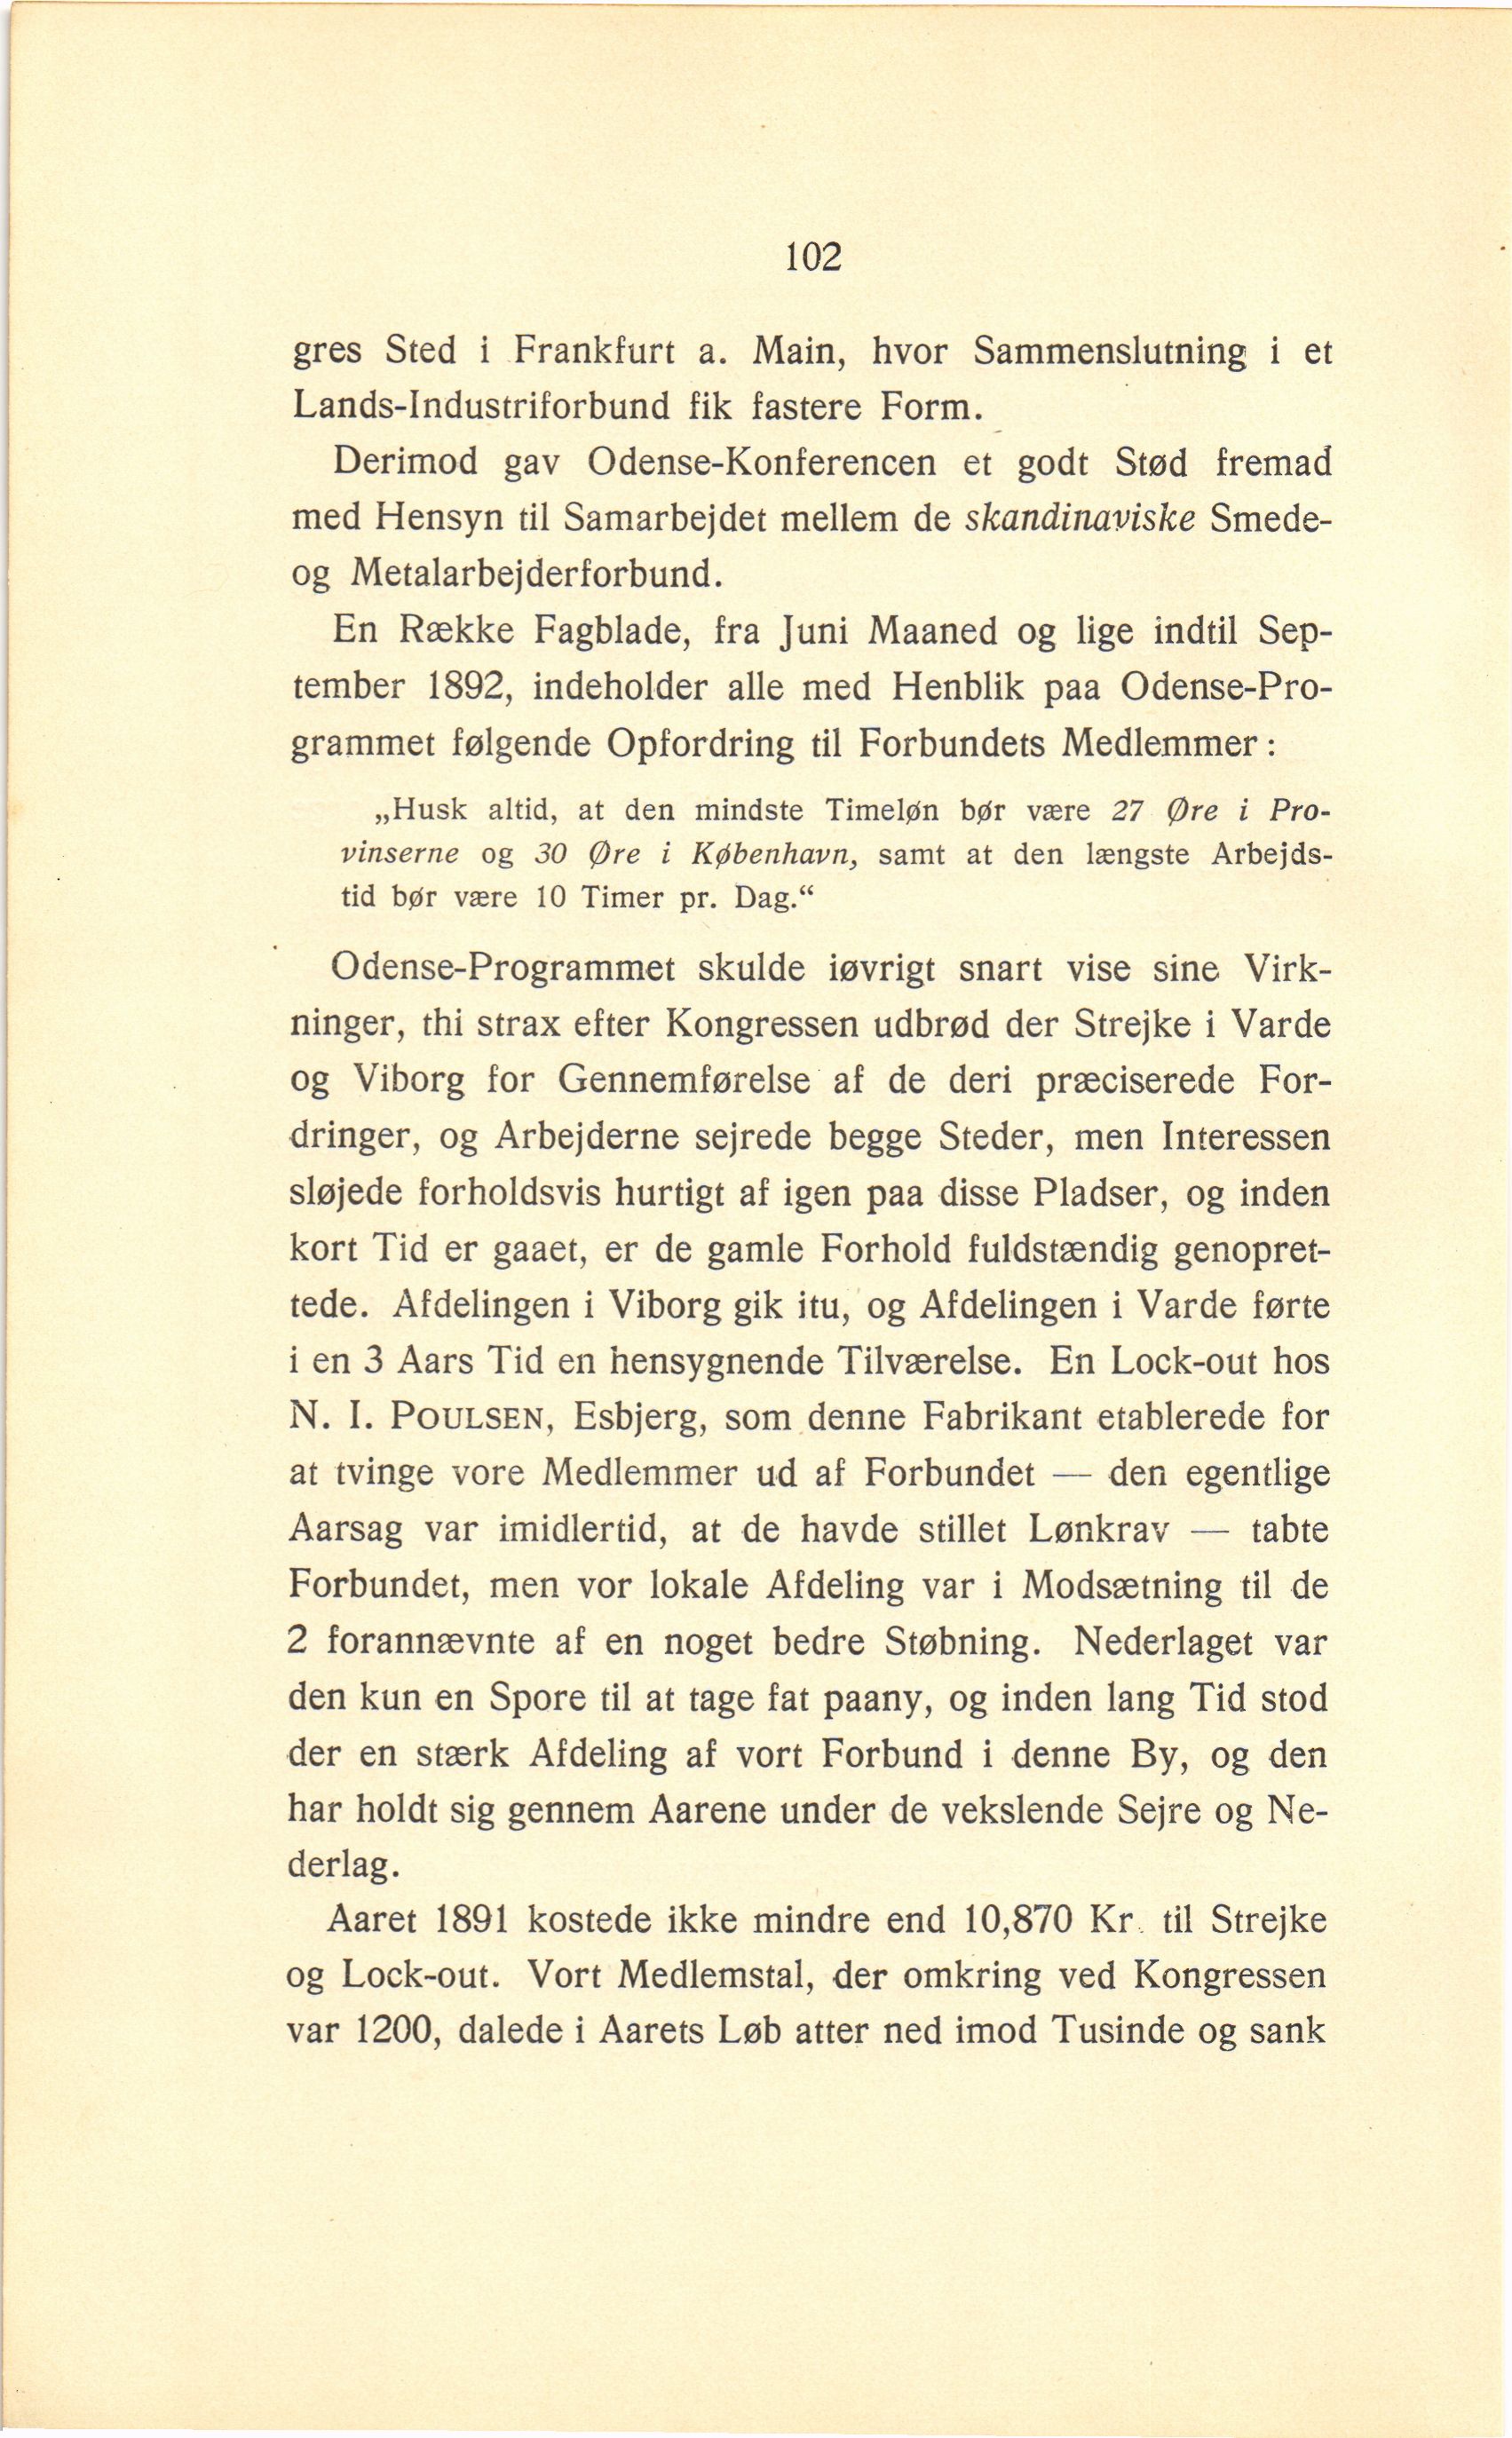 102
gres Sted i Frankfurt a. Main, hvor Sammenslutning i et
Lands-Industriforbund fik fastere Form.
Derimod gav Odense-Konferencen et godt Stød fremad
med Hensyn til Samarbejdet mellem de skandinaviske Smede-
og Metalarbejderforbund.
En Række Fagblade, fra Juni Maaned og lige indtil Sep-
tember 1892, indeholder alle med Henblik paa Odense-Pro-
grammet følgende Opfordring til Forbundets Medlemmer:
„Husk altid, at den mindste Timeløn bør være 27 Øre i Pro-
vinserne og 30 Øre i København, samt at den længste Arbejds-
tid bør være 10 Timer pr. Dag.“
Odense-Programmet skulde iøvrigt snart vise sine Virk-
ninger, thi strax efter Kongressen udbrød der Strejke i Varde
og Viborg for Gennemførelse af de deri præciserede For-
dringer, og Arbejderne sejrede begge Steder, men Interessen
sløjede forholdsvis hurtigt af igen paa disse Pladser, og inden
kort Tid er gaaet, er de gamle Forhold fuldstændig genopret-
tede. Afdelingen i Viborg gik itu, og Afdelingen i Varde førte
i en 3 Aars Tid en hensygnende Tilværelse. En Lock-out hos
N. I. POULSEN, Esbjerg, som denne Fabrikant etablerede for
at tvinge vore Medlemmer ud af Forbundet — den egentlige
Aarsag var imidlertid, at de havde stillet Lønkrav — tabte
Forbundet, men vor lokale Afdeling var i Modsætning til de
2 forannævnte af en noget bedre Støbning. Nederlaget var
den kun en Spore til at tage fat paany, og inden lang Tid stod
der en stærk Afdeling af vort Forbund i denne By, og den
har holdt sig gennem Aarene under de vekslende Sejre og Ne-
derlag.
Aaret 1891 kostede ikke mindre end 10,870 Kr. til Strejke
og Lock-out. Vort Medlemstal, der omkring ved Kongressen
var 1200, dalede i Aarets Løb atter ned imod Tusinde og sank